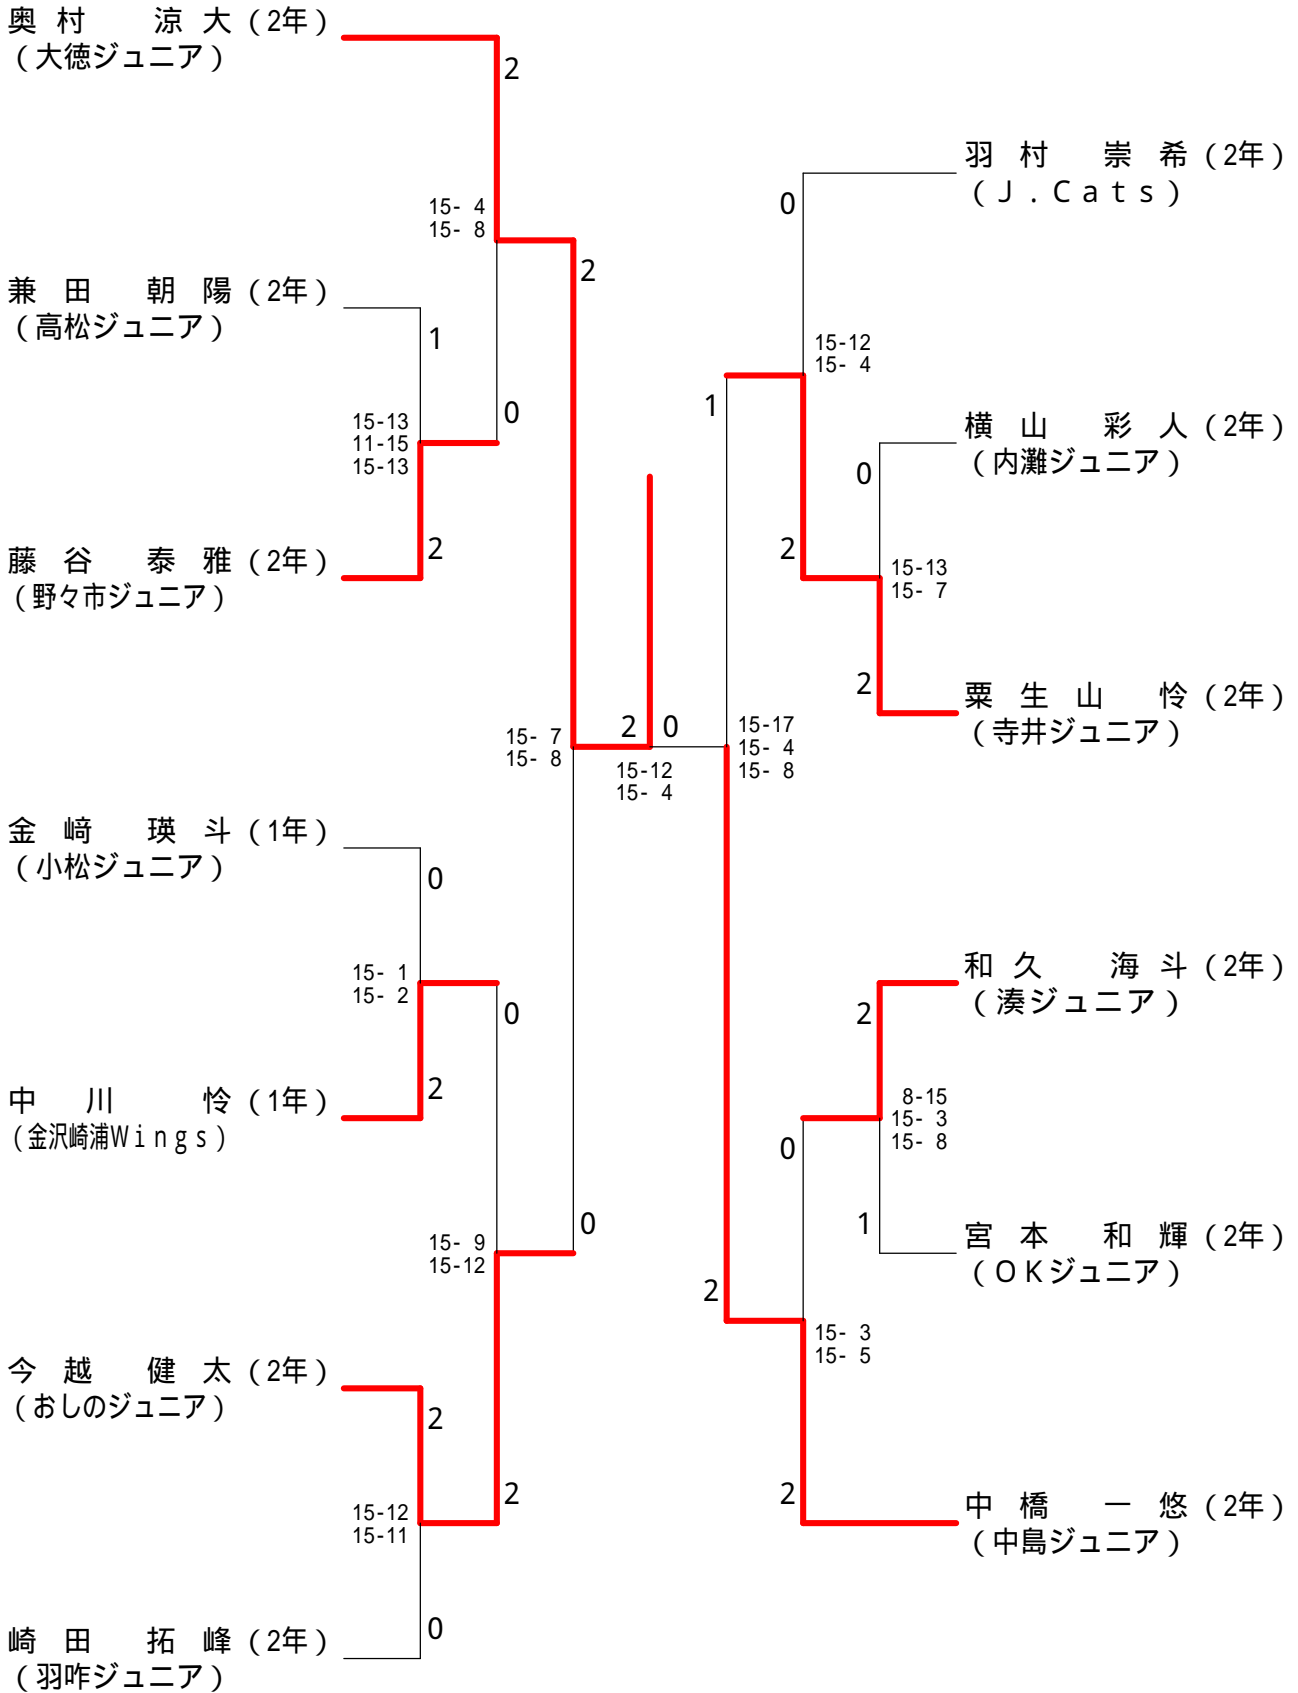 奥村 涼大(2年)
(大徳ジュニア)
2
15- 4
15- 8
2
兼田 朝陽(2年)
(高松ジュニア)
1
15-13
11-15
15-13
0
藤谷 泰雅(2年)
(野々市ジュニア)
2
15- 7
15- 8
2 0
15-12
15- 4
金﨑 瑛斗(1年)
(小松ジュニア)
0
15- 1
15- 2
0
中川 怜(1年)
(金沢崎浦Wings)
2
15- 9
15-12
0
今越 健太(2年)
(おしのジュニア)
2
15-12
15-11
2
崎田 拓峰(2年)
(羽咋ジュニア)
0
羽村 崇希(2年)
(J.Cats)
0
15-12
15- 4
1
横山 彩人(2年)
(内灘ジュニア)
0
2
15-13
15- 7
粟生山 怜(2年)
(寺井ジュニア)
2
15-17
15- 4
15- 8
和久 海斗(2年)
(湊ジュニア)
2
8-15
15- 3
15- 8
0
宮本 和輝(2年)
(OKジュニア)
1
2
15- 3
15- 5
中橋 一悠(2年)
(中島ジュニア)
2